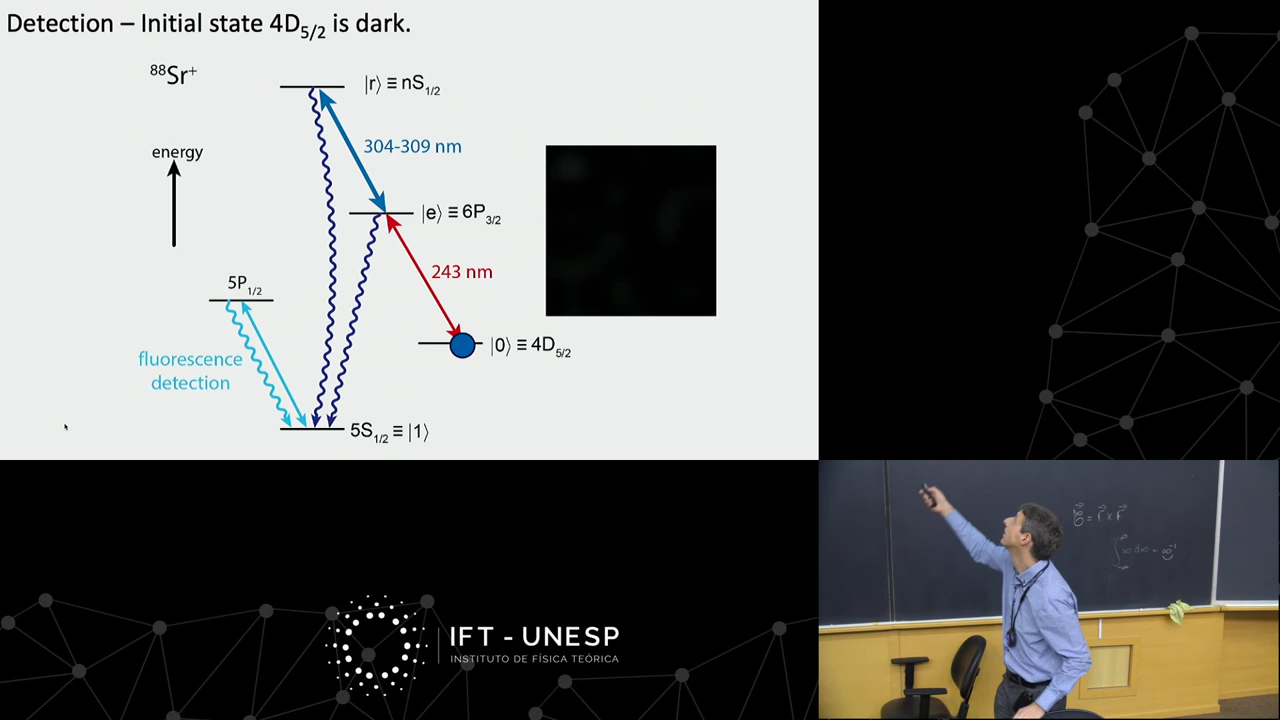 Detection – Initial state 4D5/2 is dark.
88Sr+
|r⟩ ≡ nS1/2
energy
304-309 nm
|e⟩ ≡ 6P3/2
243 nm
5P1/2
|0⟩ ≡ 4D5/2
fluorescence
detection
5S1/2 ≡ |1⟩
IFT - UNESP
INSTITUTO DE FÍSICA TEÓRICA